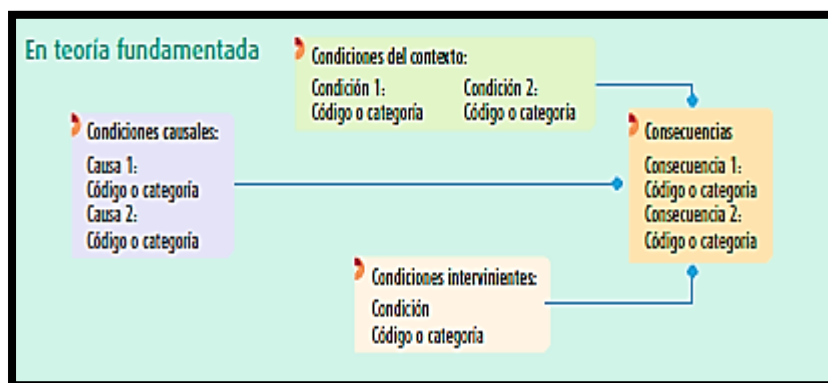 En teoría fundamentada
Condiciones del contexto:
Condición 1:
Código o categoría
Condición 2:
Código o categoría
Condiciones causales:
Causa 1:
Código o categoría
Causa 2:
Código o categoría
Consecuencias
Consecuencia 1:
Código o categoría
Consecuencia 2:
Código o categoría
Condiciones intervinientes:
Condición
Código o categoría